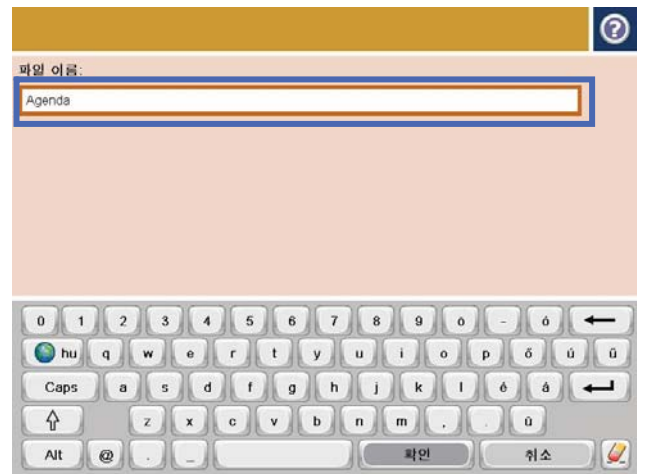 ?
파일 이름:
Agenda
0 1 2 3 4 5 6 7 8 9 0 - ó
hu q w e r t y u i o p ő ú ü
Caps a s d f g h j k l é á
z x c v b n m , . û
Alt @ . _ 확인 취소